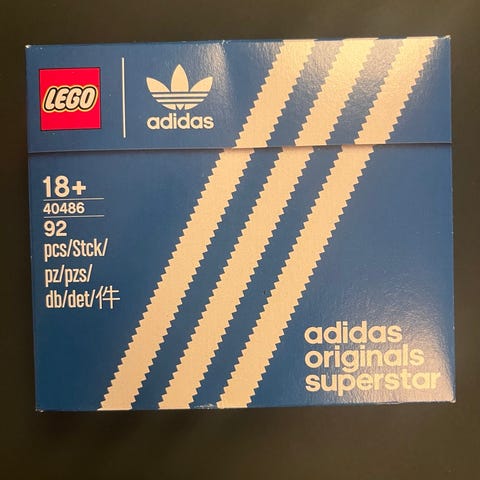 LEGO
adidas
18+
40486
92
pcs/Stck/
pz/pzs/
db/det/件
adidas
originals
superstar